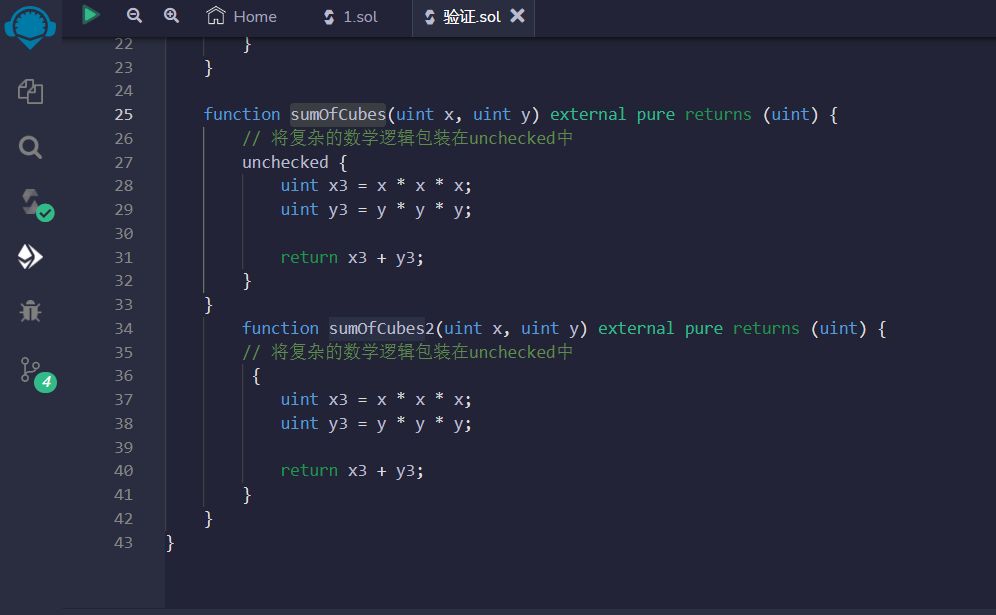 Home
1.sol
验证.sol
22 }
23 }
24
25 function sumOfCubes(uint x, uint y) external pure returns (uint) {
26 // 将复杂的数学逻辑包装在unchecked中
27 unchecked {
28 uint x3 = x * x * x;
29 uint y3 = y * y * y;
30
31 return x3 + y3;
32 }
33 }
34 function sumOfCubes2(uint x, uint y) external pure returns (uint) {
35 // 将复杂的数学逻辑包装在unchecked中
36 {
37 uint x3 = x * x * x;
38 uint y3 = y * y * y;
39
40 return x3 + y3;
41 }
42 }
43 }
4